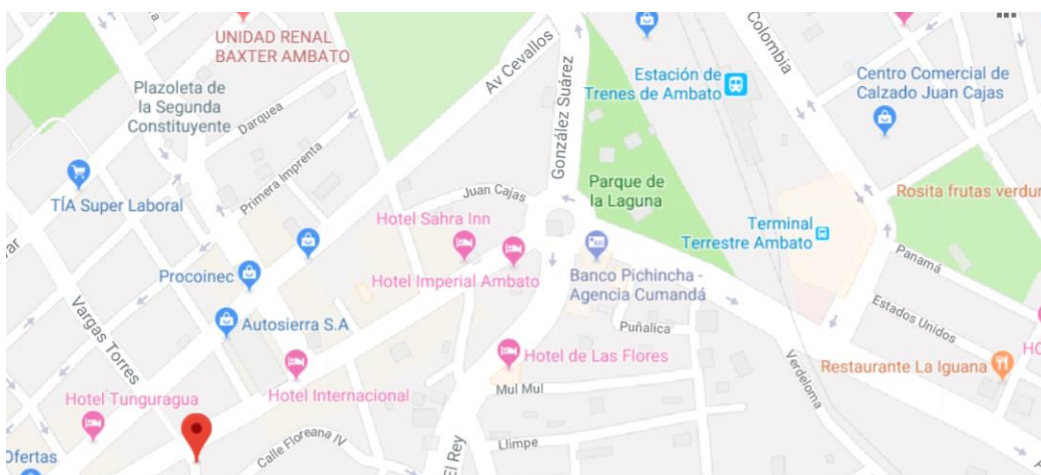 UNIDAD RENAL
BAXTER AMBATO
Plazoleta de
la Segunda
Constituyente
Darquea
Av Cevallos
González Suárez
Estación de
Trenes de Ambato
Colombia
Centro Comercial de
Calzado Juan Cajas
TÍA Super Laboral
Primera Imprenta
Juan Cajas
Parque de
la Laguna
Rosita frutas verdur
Hotel Sahra Inn
Terminal
Terrestre Ambato
Procoinec
Hotel Imperial Ambato
Banco Pichincha -
Agencia Cumandá
Panamá
Vargas Torres
Autosierra S.A
Puñalica
Estados Unidos
Hotel de Las Flores
Verdeloma
Restaurante La Iguana
HO
Hotel Tunguragua
Hotel Internacional
Mul Mul
Calle Floreana IV
Llimpe
El Rey
Ofertas